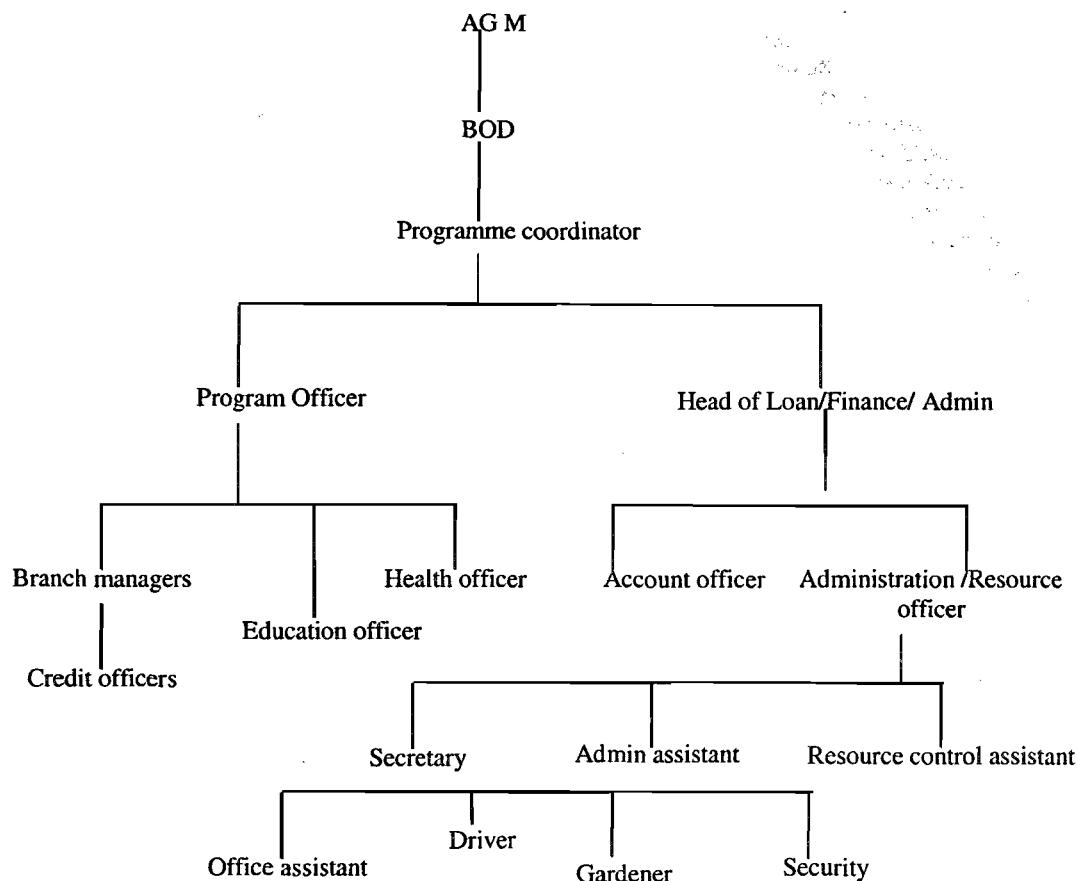 AG M
BOD
Programme coordinator
Program Officer
Head of Loan/Finance/ Admin
Branch managers
Health officer
Account officer
Administration /Resource
officer
Education officer
Credit officers
Secretary
Admin assistant
Resource control assistant
Driver
Office assistant
Gardener
Security